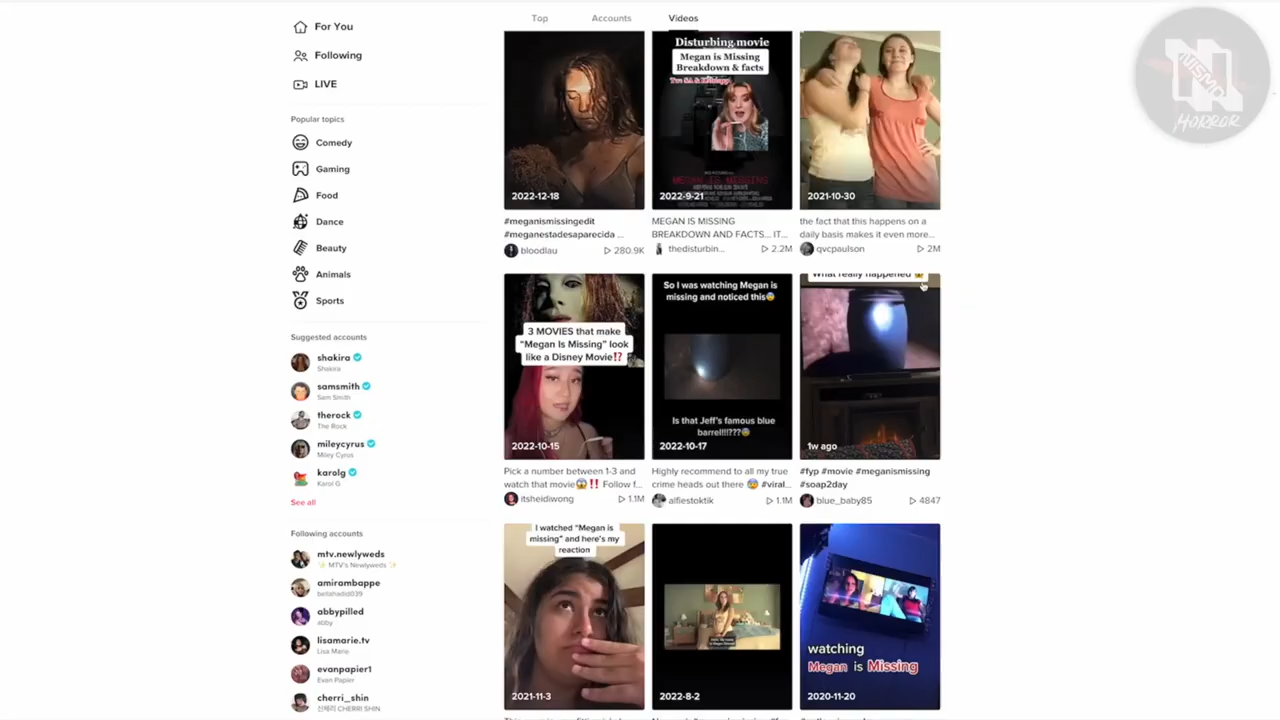 For You
Following
LIVE
Popular topics
Comedy
Gaming
Food
Dance
Beauty
Animals
Sports
Suggested accounts
shakira
Shakira
samsmith
Sam Smith
therock
The Rock
mileycyrus
Miley Cyrus
karolg
Karol G
See all
Following accounts
mtv.newlyweds
MTV's Newlyweds
amirambappe
bellahadid039
abbypilled
abby
lisamarie.tv
Lisa Marie
evanpapier1
Evan Papier
cherri_shin
신체리 CHERRI SHIN
Top
Accounts
Videos
2022-12-18
#meganismissingedit
#meganestadesaparecida ...
bloodlau
280.9K
Disturbing movie
Megan is Missing
Breakdown & facts
MEGAN IS MISSING
2022-9-21
MEGAN IS MISSING
BREAKDOWN AND FACTS... IT...
thedisturbin...
2.2M
2021-10-30
the fact that this happens on a
daily basis makes it even more...
qvcpaulson
2M
3 MOVIES that make
"Megan Is Missing" look
like a Disney Movie⁉️
2022-10-15
Pick a number between 1-3 and
watch that movie😱‼️ Follow f...
itsheidiwong
1.1M
So I was watching Megan is
missing and noticed this😨
Is that Jeff's famous blue
barrel!!!???😨
2022-10-17
Highly recommend to all my true
crime heads out there 😨 #viral...
alfiestoktik
1.1M
What really happened
1w ago
#fyp #movie #meganismissing
#soap2day
blue_baby85
4847
I watched "Megan is
missing" and here's my
reaction
2021-11-3
2022-8-2
watching
Megan is Missing
2020-11-20
NISMO
HORROR